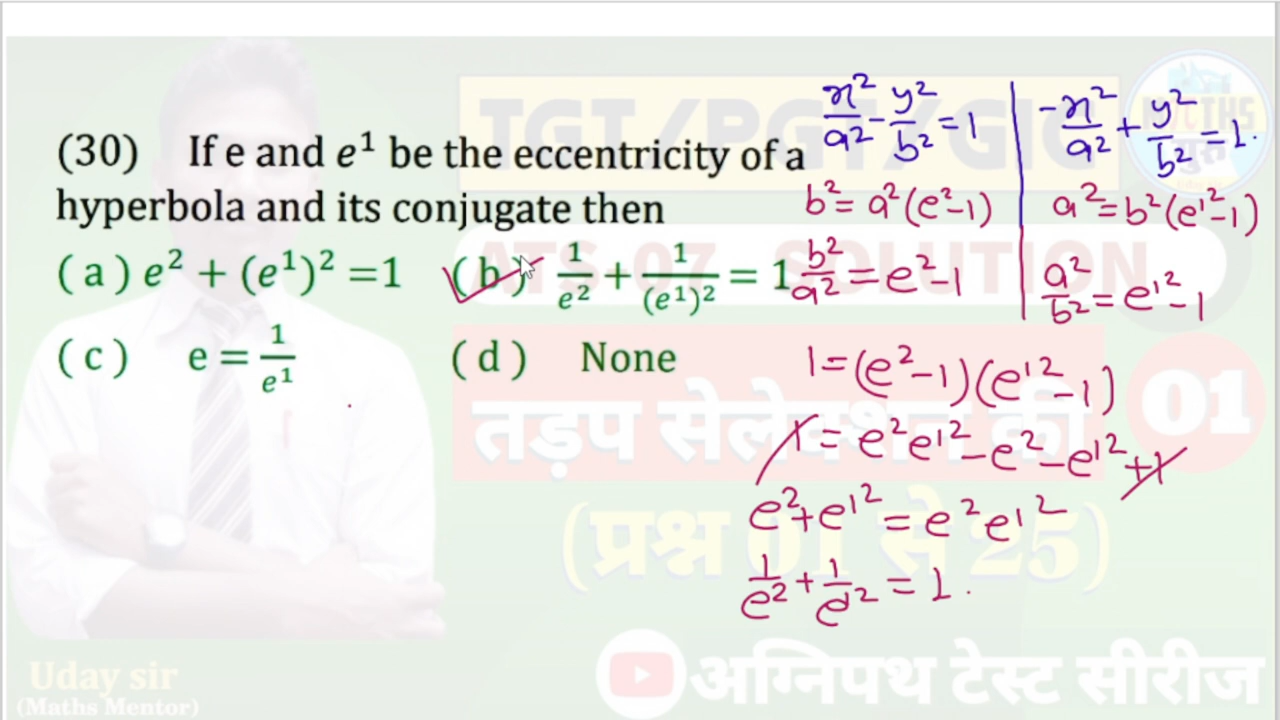 TGT/PGT/GIC
(30) If e and e¹ be the eccentricity of a
hyperbola and its conjugate then
(a) e² + (e¹)² =1 (b) 1/e² + 1/(e¹)² = 1
(c) e = 1/e¹ (d) None
x²/a² - y²/b² = 1
b² = a²(e²-1)
b²/a² = e²-1
-x²/a² + y²/b² = 1.
a² = b²(e'²-1)
a²/b² = e'²-1
1 = (e²-1)(e'²-1)
1 = e²e'² - e² - e'² + 1
e² + e'² = e²e'²
1/e² + 1/e'² = 1.
ATS-07 SOLUTION
तड़प सेलेक्शन की 01
(प्रश्न 01 से 25)
Uday sir
(Maths Mentor)
अग्निपथ टेस्ट सीरीज